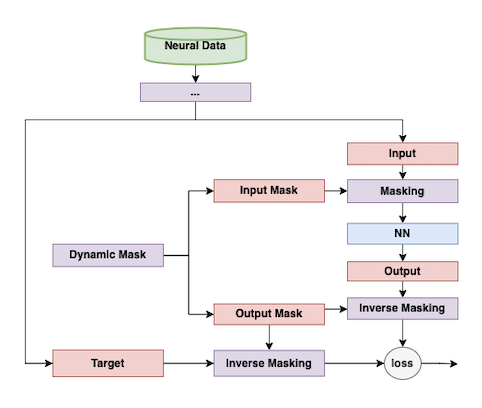 Neural Data
...
Input
Input Mask
Masking
NN
Dynamic Mask
Output
Output Mask
Inverse Masking
Target
Inverse Masking
loss